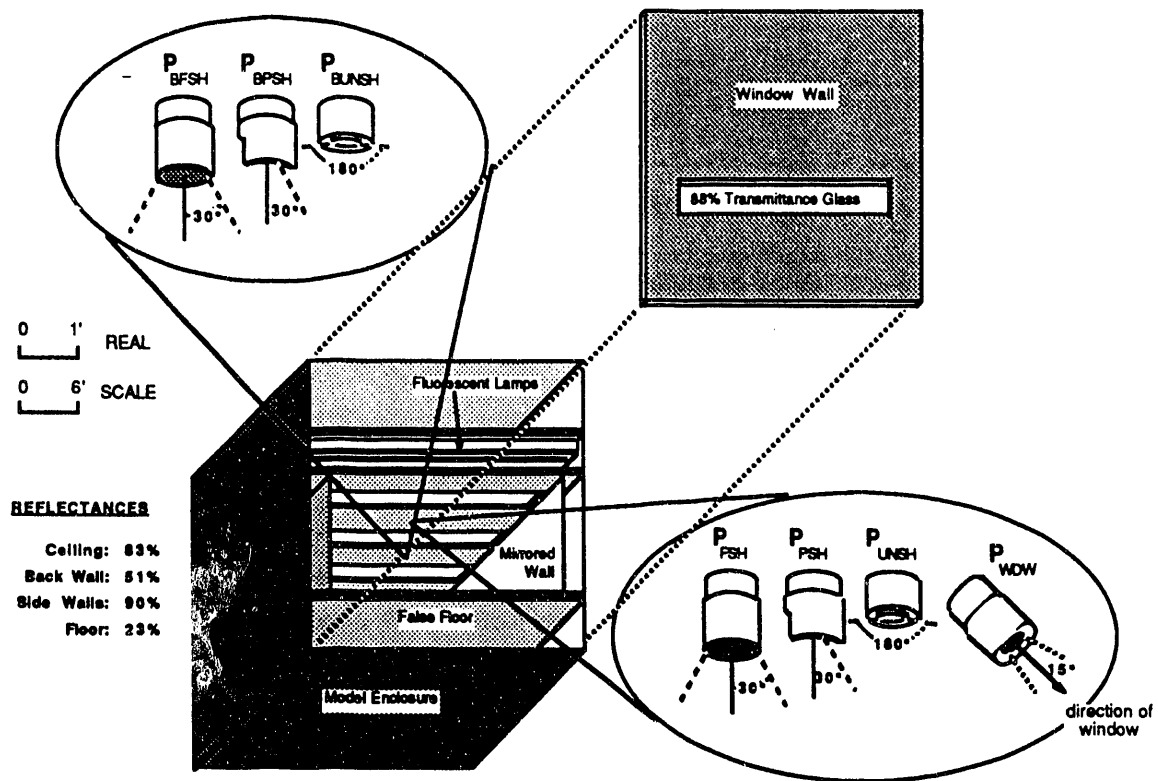 P BFSH P BPSH P BUNSH
30° 30° 180°
Window Wall
88% Transmittance Glass
0 1' REAL
0 6' SCALE
Fluorescent Lamps
REFLECTANCES
Ceiling: 83%
Back Wall: 51%
Side Walls: 90%
Floor: 23%
Mirrored
Wall
False Floor
Model Enclosure
P FSH P PSH P UNSH P WDW
30° 30° 180° 15°
direction of
window